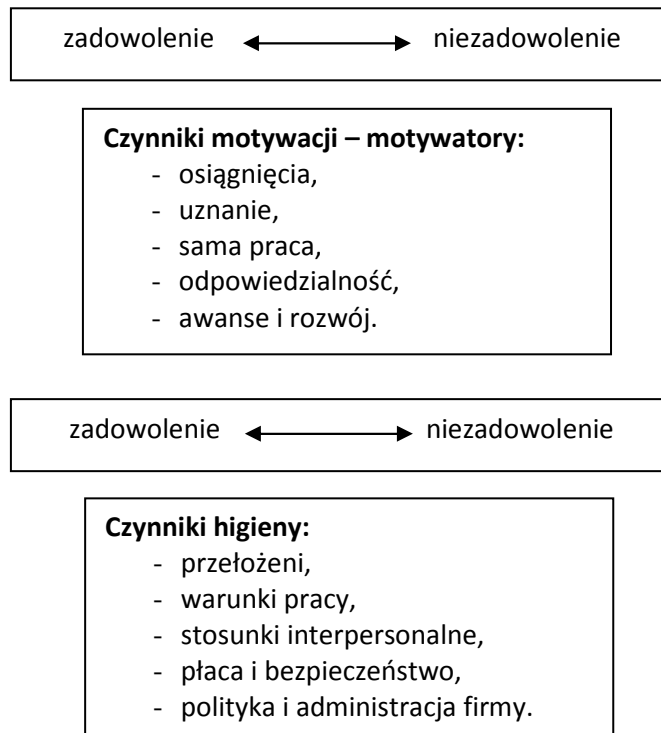 zadowolenie niezadowolenie
Czynniki motywacji – motywatory:
- osiągnięcia,
- uznanie,
- sama praca,
- odpowiedzialność,
- awanse i rozwój.
zadowolenie niezadowolenie
Czynniki higieny:
- przełożeni,
- warunki pracy,
- stosunki interpersonalne,
- płaca i bezpieczeństwo,
- polityka i administracja firmy.